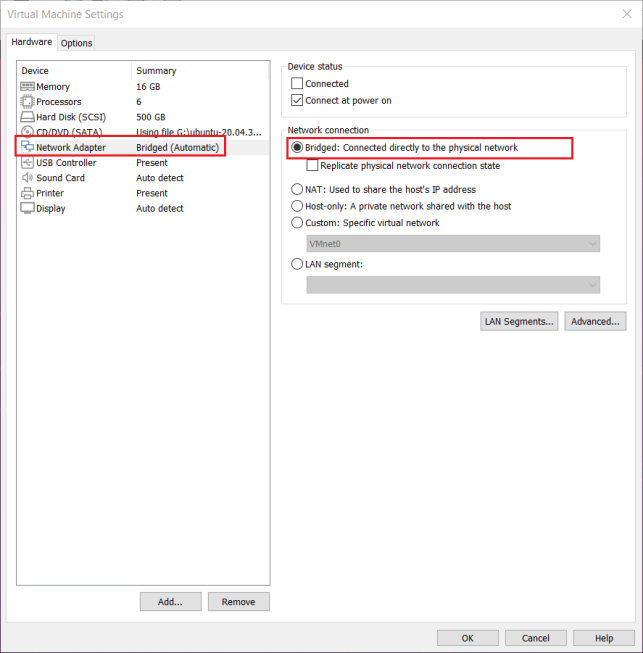 Virtual Machine Settings
Hardware Options
Device Summary
Memory 16 GB
Processors 6
Hard Disk (SCSI) 500 GB
CD/DVD (SATA) Using file G:\ubuntu-20.04.3...
Network Adapter Bridged (Automatic)
USB Controller Present
Sound Card Auto detect
Printer Present
Display Auto detect
Add... Remove
Device status
Connected
Connect at power on
Network connection
Bridged: Connected directly to the physical network
Replicate physical network connection state
NAT: Used to share the host's IP address
Host-only: A private network shared with the host
Custom: Specific virtual network
VMnet0
LAN segment:
LAN Segments... Advanced...
OK Cancel Help